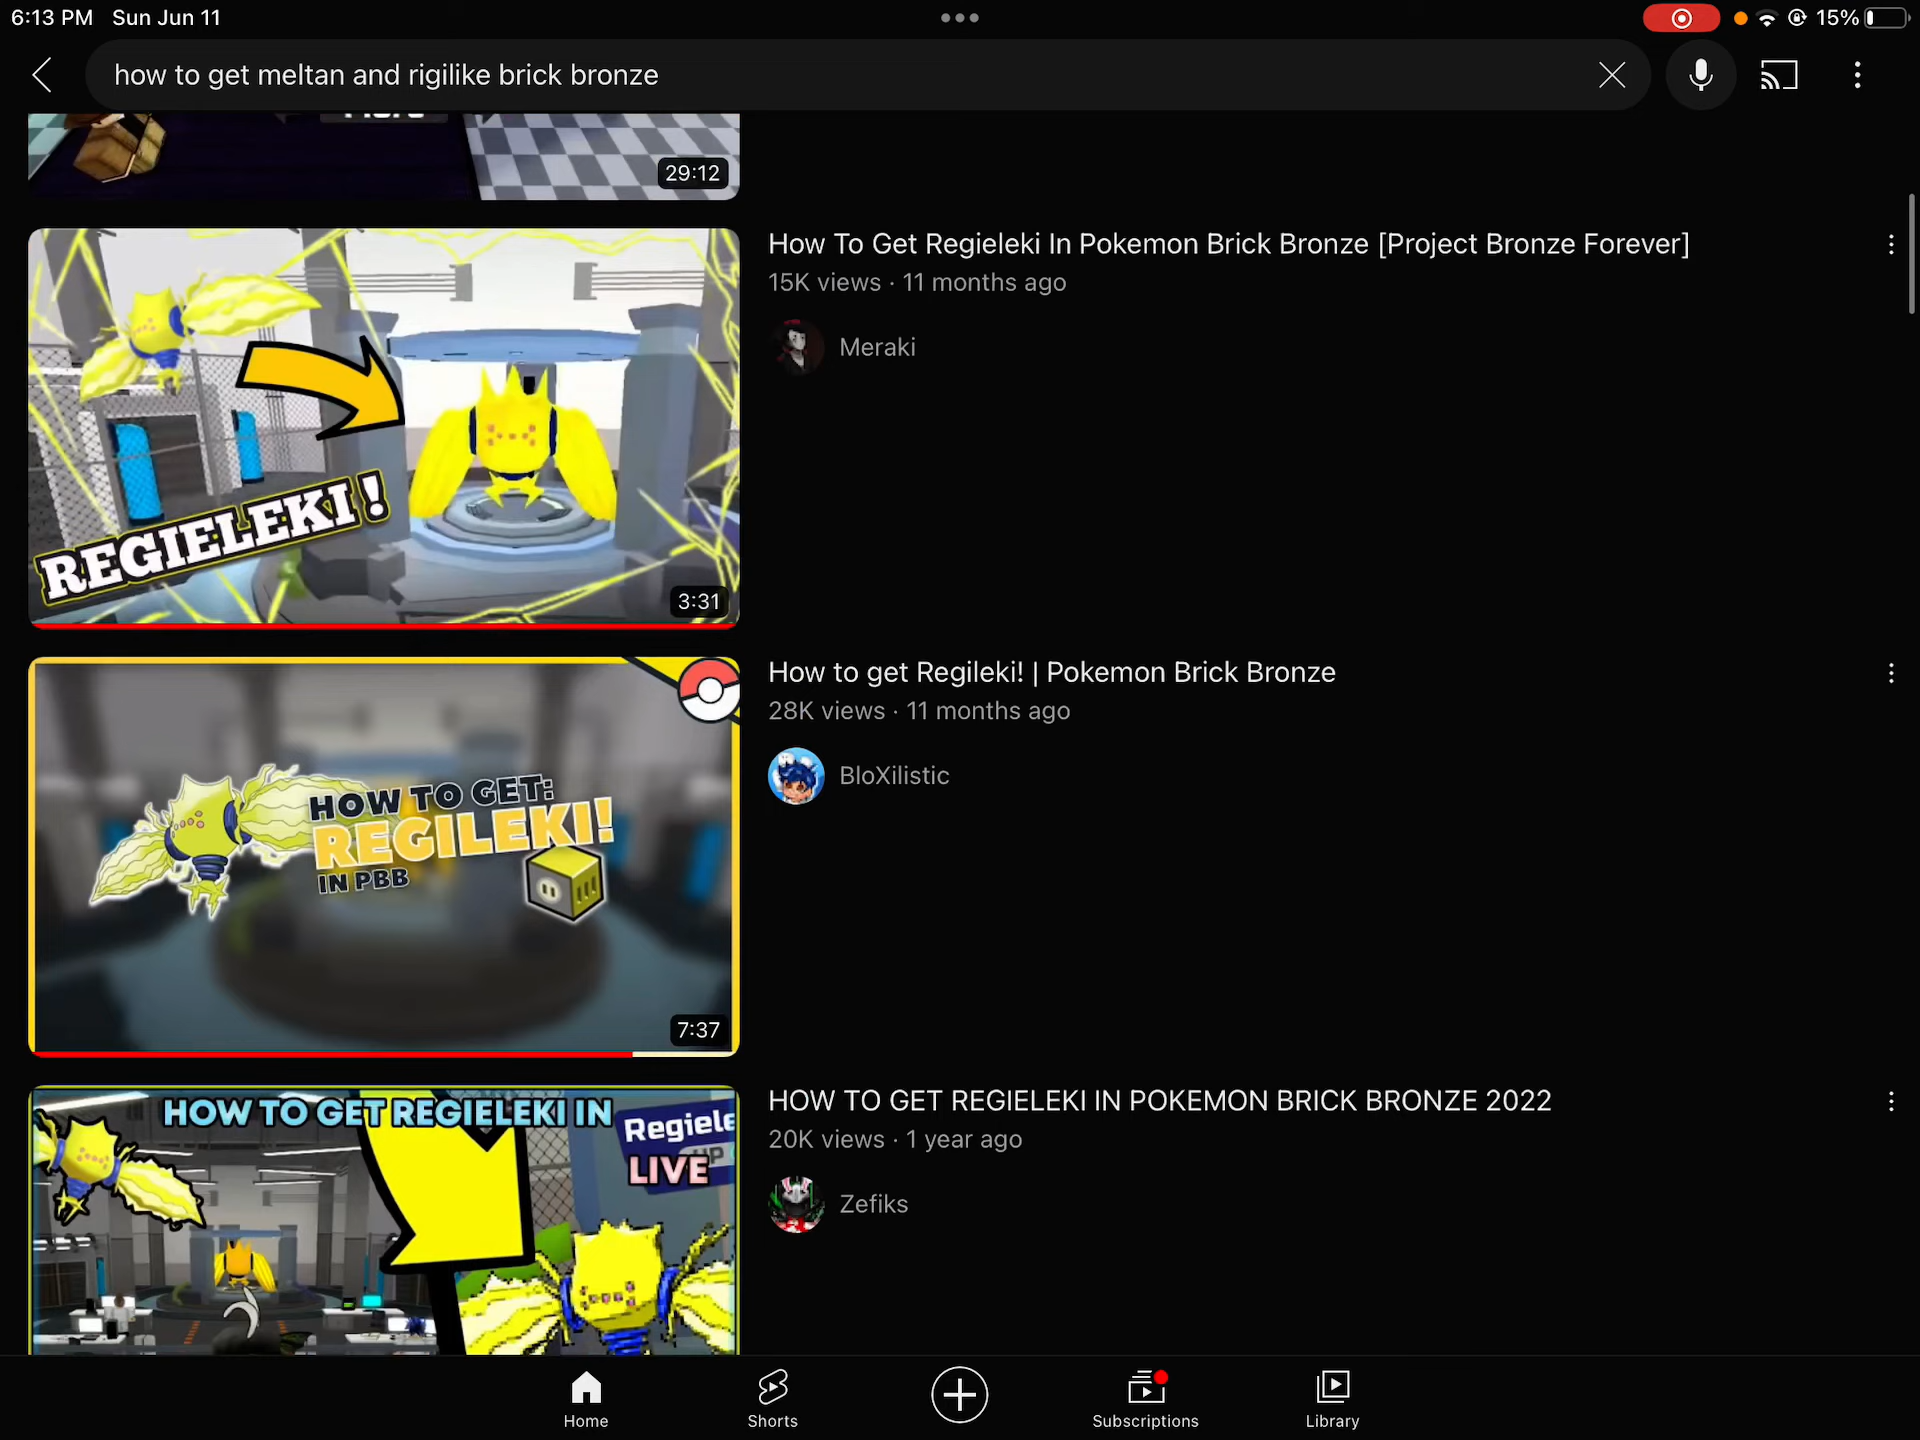 6:13 PM Sun Jun 11
15%
how to get meltan and rigilike brick bronze
29:12
How To Get Regieleki In Pokemon Brick Bronze [Project Bronze Forever]
15K views · 11 months ago
Meraki
REGIELEKI !
3:31
How to get Regileki! | Pokemon Brick Bronze
28K views · 11 months ago
BloXilistic
HOW TO GET:
REGILEKI!
IN PBB
7:37
HOW TO GET REGIELEKI IN POKEMON BRICK BRONZE 2022
20K views · 1 year ago
Zefiks
HOW TO GET REGIELEKI IN
Regiele
LIVE
Home
Shorts
Subscriptions
Library